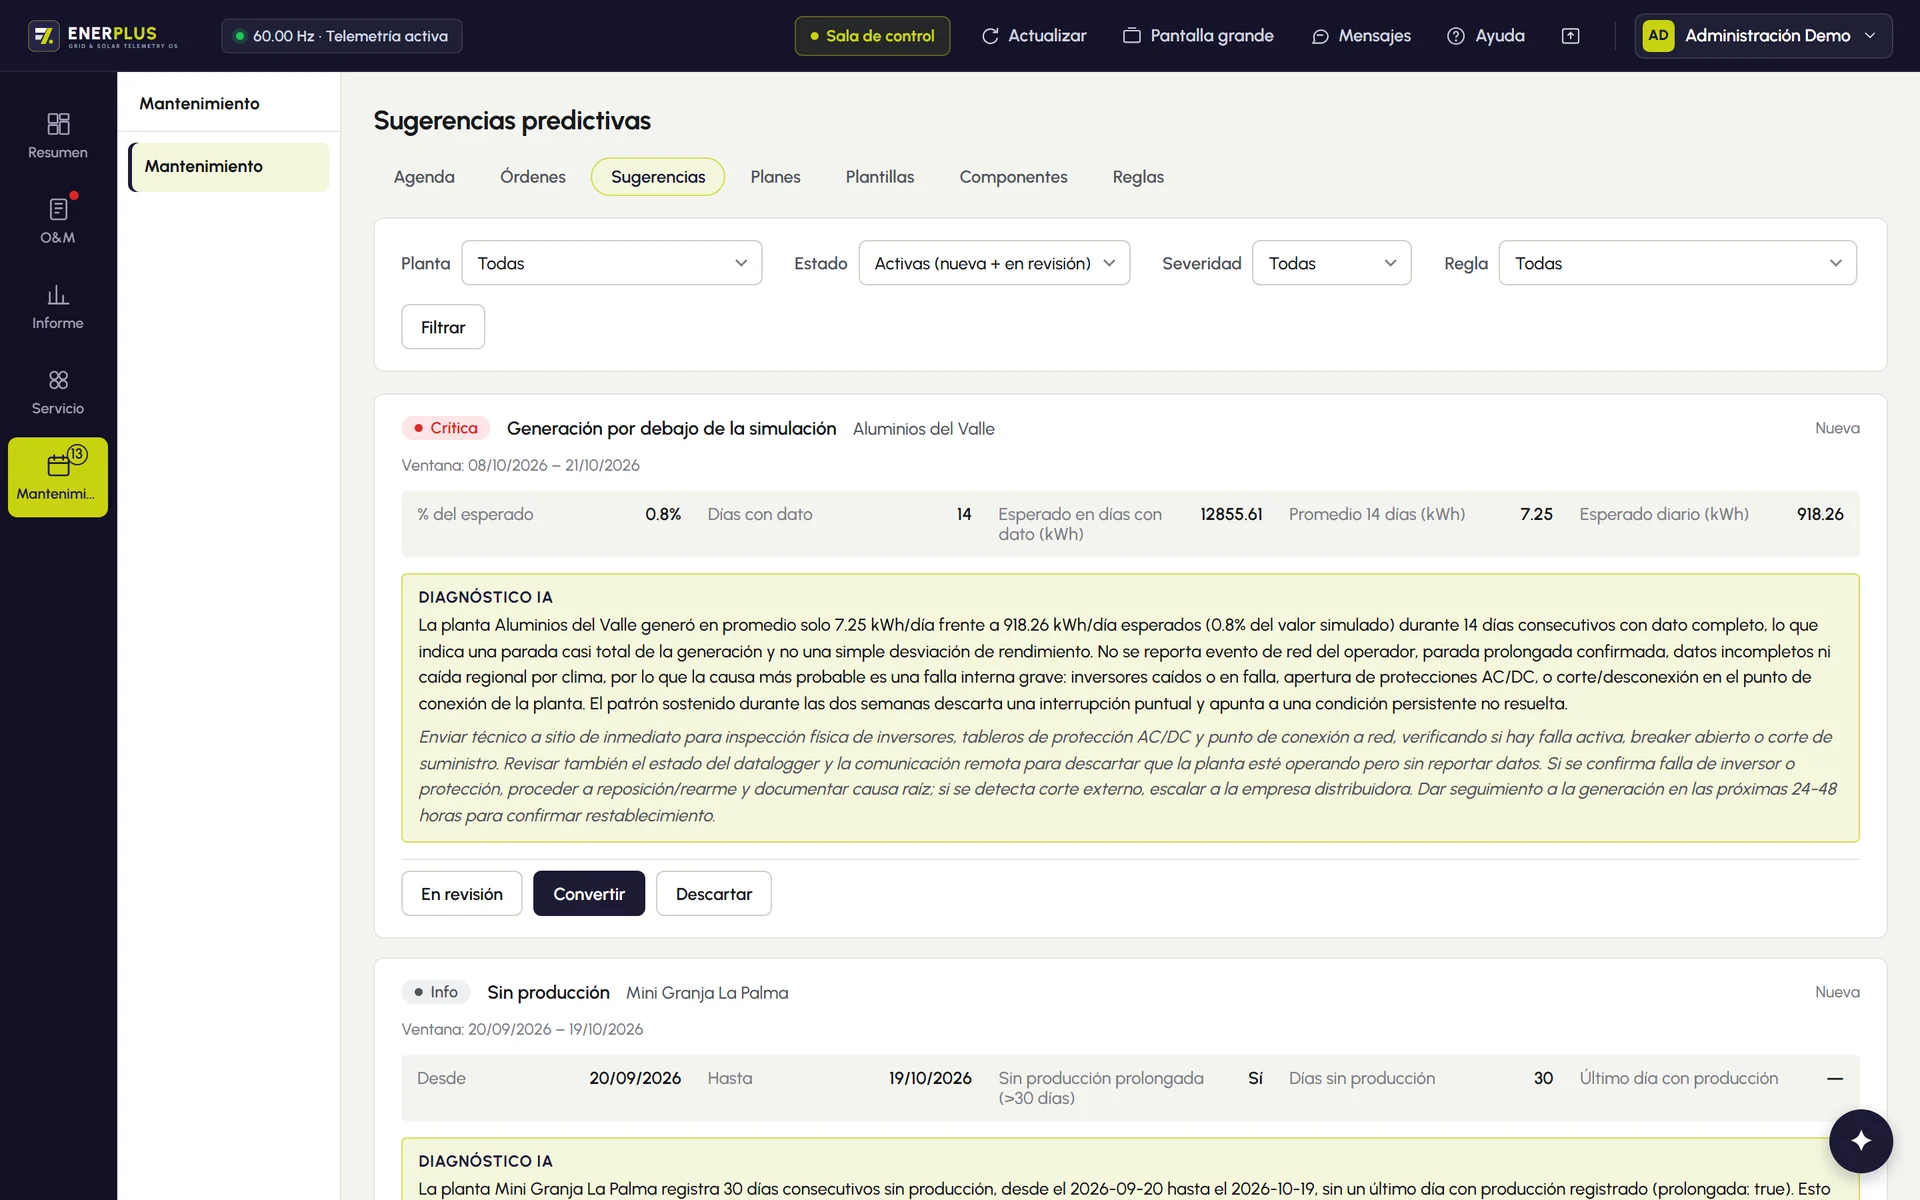 ENERPLUS
GRID & SOLAR TELEMETRY OS
60.00 Hz · Telemetría activa
Sala de control
Actualizar
Pantalla grande
Mensajes
Ayuda
AD
Administración Demo
Resumen
O&M
Informe
Servicio
13
Mantenimi...
Mantenimiento
Mantenimiento
Sugerencias predictivas
Agenda
Órdenes
Sugerencias
Planes
Plantillas
Componentes
Reglas
Planta
Todas
Estado
Activas (nueva + en revisión)
Severidad
Todas
Regla
Todas
Filtrar
Crítica
Generación por debajo de la simulación
Aluminios del Valle
Nueva
Ventana: 08/10/2026 – 21/10/2026
% del esperado
0.8%
Días con dato
14
Esperado en días con
dato (kWh)
12855.61
Promedio 14 días (kWh)
7.25
Esperado diario (kWh)
918.26
DIAGNÓSTICO IA
La planta Aluminios del Valle generó en promedio solo 7.25 kWh/día frente a 918.26 kWh/día esperados (0.8% del valor simulado) durante 14 días consecutivos con dato completo, lo que
indica una parada casi total de la generación y no una simple desviación de rendimiento. No se reporta evento de red del operador, parada prolongada confirmada, datos incompletos ni
caída regional por clima, por lo que la causa más probable es una falla interna grave: inversores caídos o en falla, apertura de protecciones AC/DC, o corte/desconexión en el punto de
conexión de la planta. El patrón sostenido durante las dos semanas descarta una interrupción puntual y apunta a una condición persistente no resuelta.
Enviar técnico a sitio de inmediato para inspección física de inversores, tableros de protección AC/DC y punto de conexión a red, verificando si hay falla activa, breaker abierto o corte de
suministro. Revisar también el estado del datalogger y la comunicación remota para descartar que la planta esté operando pero sin reportar datos. Si se confirma falla de inversor o
protección, proceder a reposición/rearme y documentar causa raíz; si se detecta corte externo, escalar a la empresa distribuidora. Dar seguimiento a la generación en las próximas 24-48
horas para confirmar restablecimiento.
En revisión
Convertir
Descartar
Info
Sin producción
Mini Granja La Palma
Nueva
Ventana: 20/09/2026 – 19/10/2026
Desde
20/09/2026
Hasta
19/10/2026
Sin producción prolongada
(>30 días)
Sí
Días sin producción
30
Último día con producción
—
DIAGNÓSTICO IA
La planta Mini Granja La Palma registra 30 días consecutivos sin producción, desde el 2026-09-20 hasta el 2026-10-19, sin un último día con producción registrado (prolongada: true). Esto